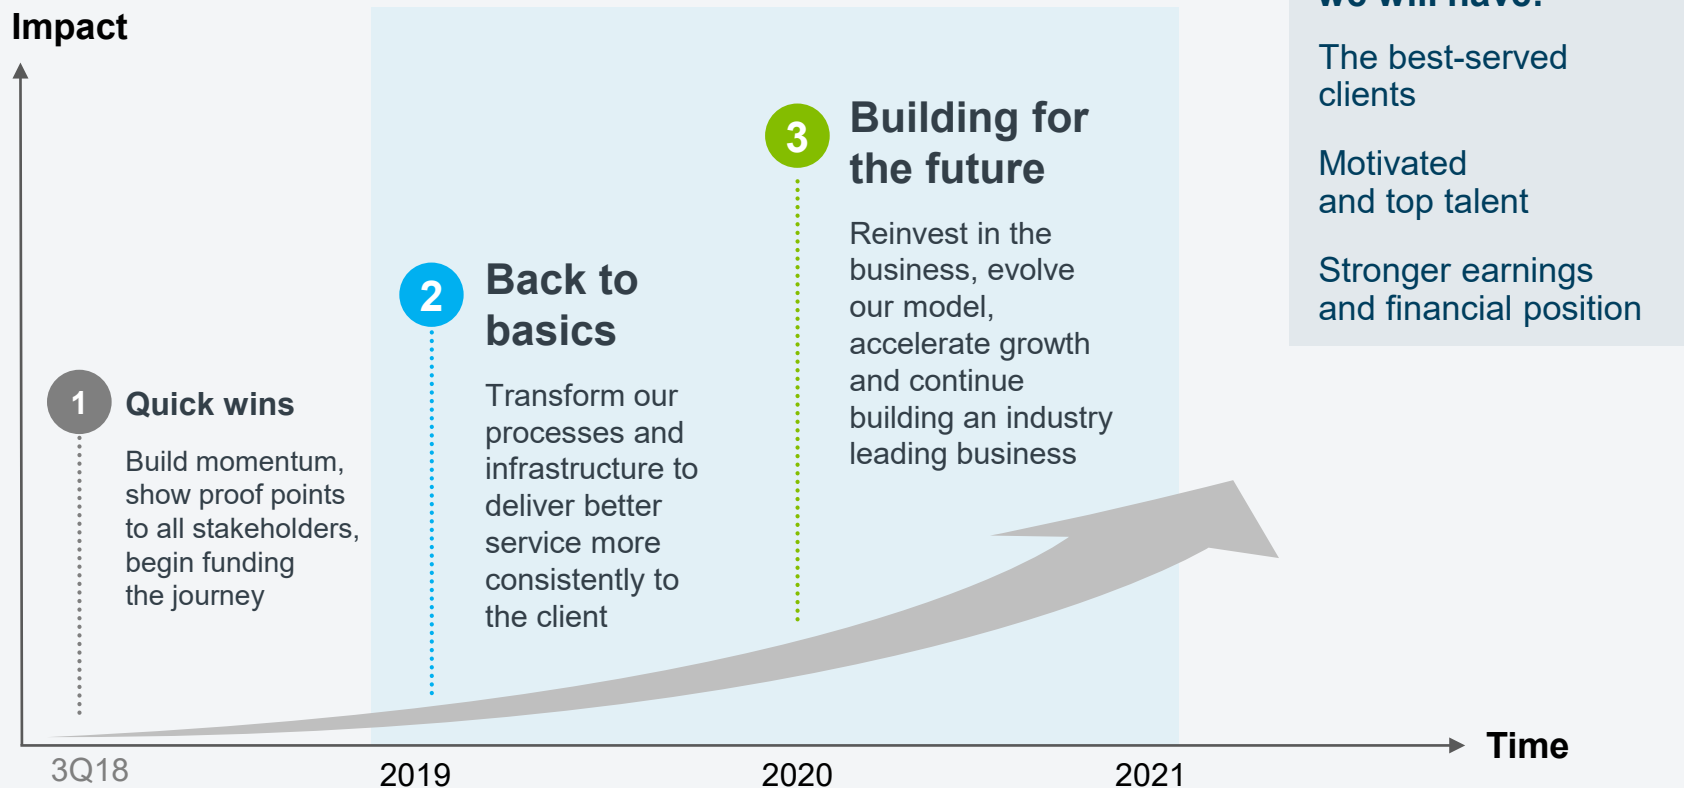 Impact
1
Quick wins
Build momentum,
show proof points
to all stakeholders,
begin funding
the journey
2
Back to
basics
Transform our
processes and
infrastructure to
deliver better
service more
consistently to
the client
3
Building for
the future
Reinvest in the
business, evolve
our model,
accelerate growth
and continue
building an industry
leading business
we will have:
The best-served
clients
Motivated
and top talent
Stronger earnings
and financial position
Time
3Q18
2019
2020
2021